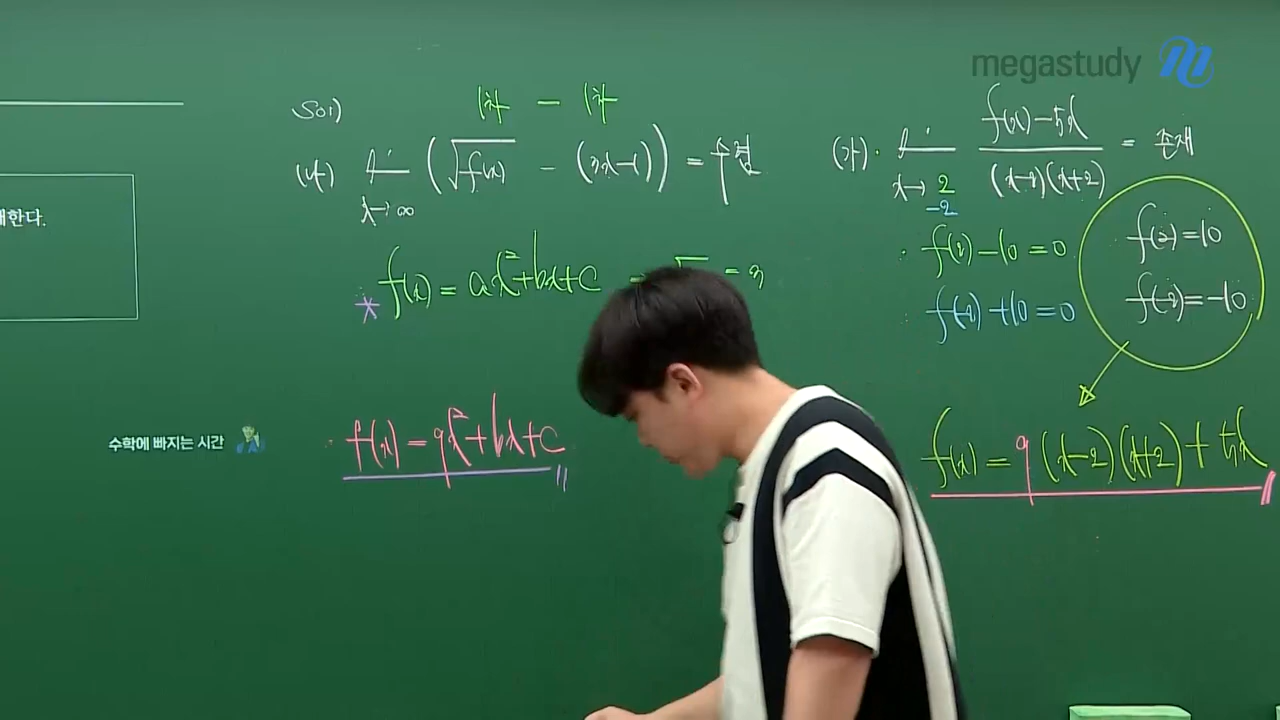 megastudy
sol)
1차 - 1차
(나) lim x→∞ (√f(x) - (3x-1)) = 수렴
f(x) = ax²+bx+c
= 3
f(x) = 9x²+bx+c
(가) lim x→2 -2 f(x)-5x / (x-2)(x+2) = 존재
f(2)-10=0
f(-2)+10=0
f(2)=10
f(-2)=-10
f(x) = 9(x-2)(x+2)+5x
재한다.
수학에 빠지는 시간